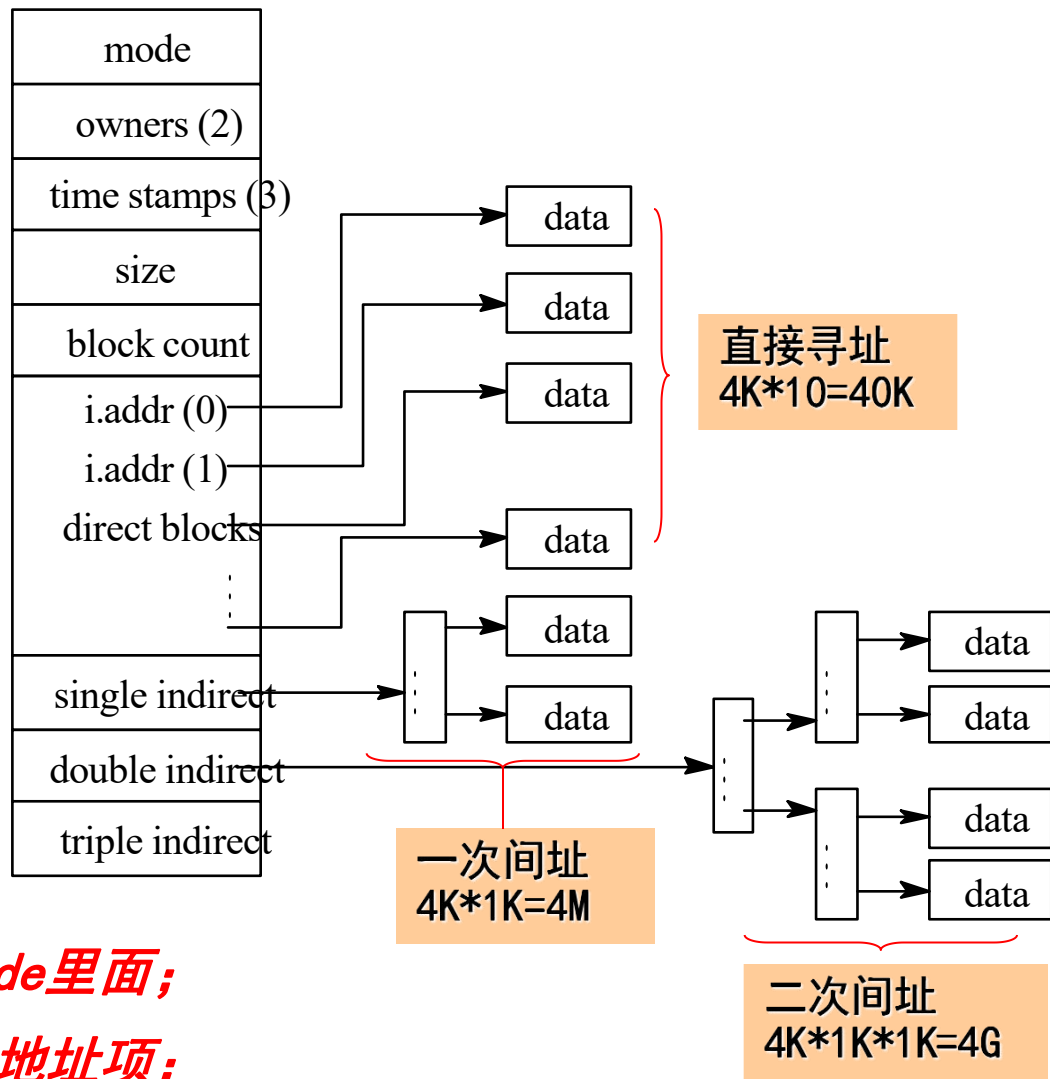 mode
owners (2)
time stamps (3)
size
block count
i.addr (0)
i.addr (1)
direct blocks
single indirect
double indirect
triple indirect
data
data
data
data
data
data
data
data
data
data
直接寻址
4K*10=40K
一次间址
4K*1K=4M
二次间址
4K*1K*1K=4G
de里面；
地址项：